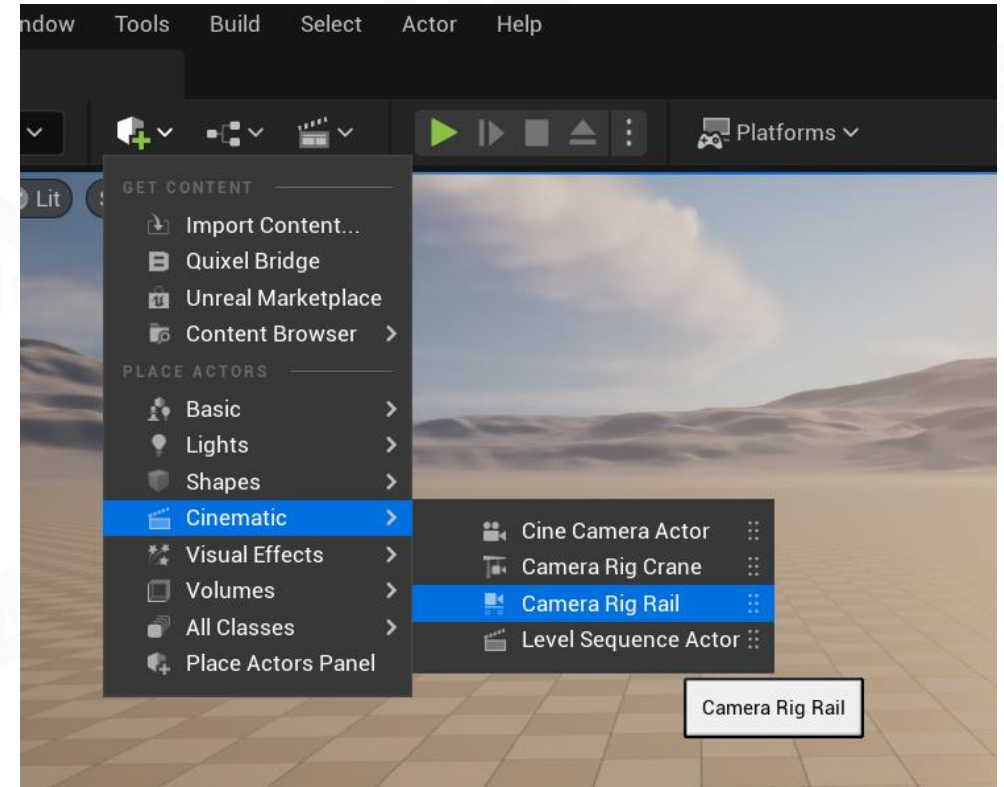 Tools Build Select Actor Help
Platforms
Lit
GET CONTENT
Import Content...
Quixel Bridge
Unreal Marketplace
Content Browser
PLACE ACTORS
Basic
Lights
Shapes
Cinematic
Visual Effects
Volumes
All Classes
Place Actors Panel
Cine Camera Actor
Camera Rig Crane
Camera Rig Rail
Level Sequence Actor
Camera Rig Rail